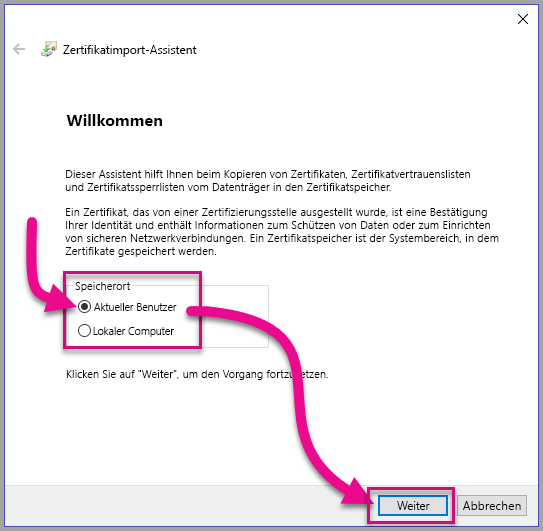 Zertifikatimport-Assistent
Willkommen
Dieser Assistent hilft Ihnen beim Kopieren von Zertifikaten, Zertifikatvertrauenslisten
und Zertifikatssperrlisten vom Datenträger in den Zertifikatspeicher.
Ein Zertifikat, das von einer Zertifizierungsstelle ausgestellt wurde, ist eine Bestätigung
Ihrer Identität und enthält Informationen zum Schützen von Daten oder zum Einrichten
von sicheren Netzwerkverbindungen. Ein Zertifikatspeicher ist der Systembereich, in dem
Zertifikate gespeichert werden.
Speicherort
Aktueller Benutzer
Lokaler Computer
Klicken Sie auf "Weiter", um den Vorgang fortzusetzen.
Weiter
Abbrechen